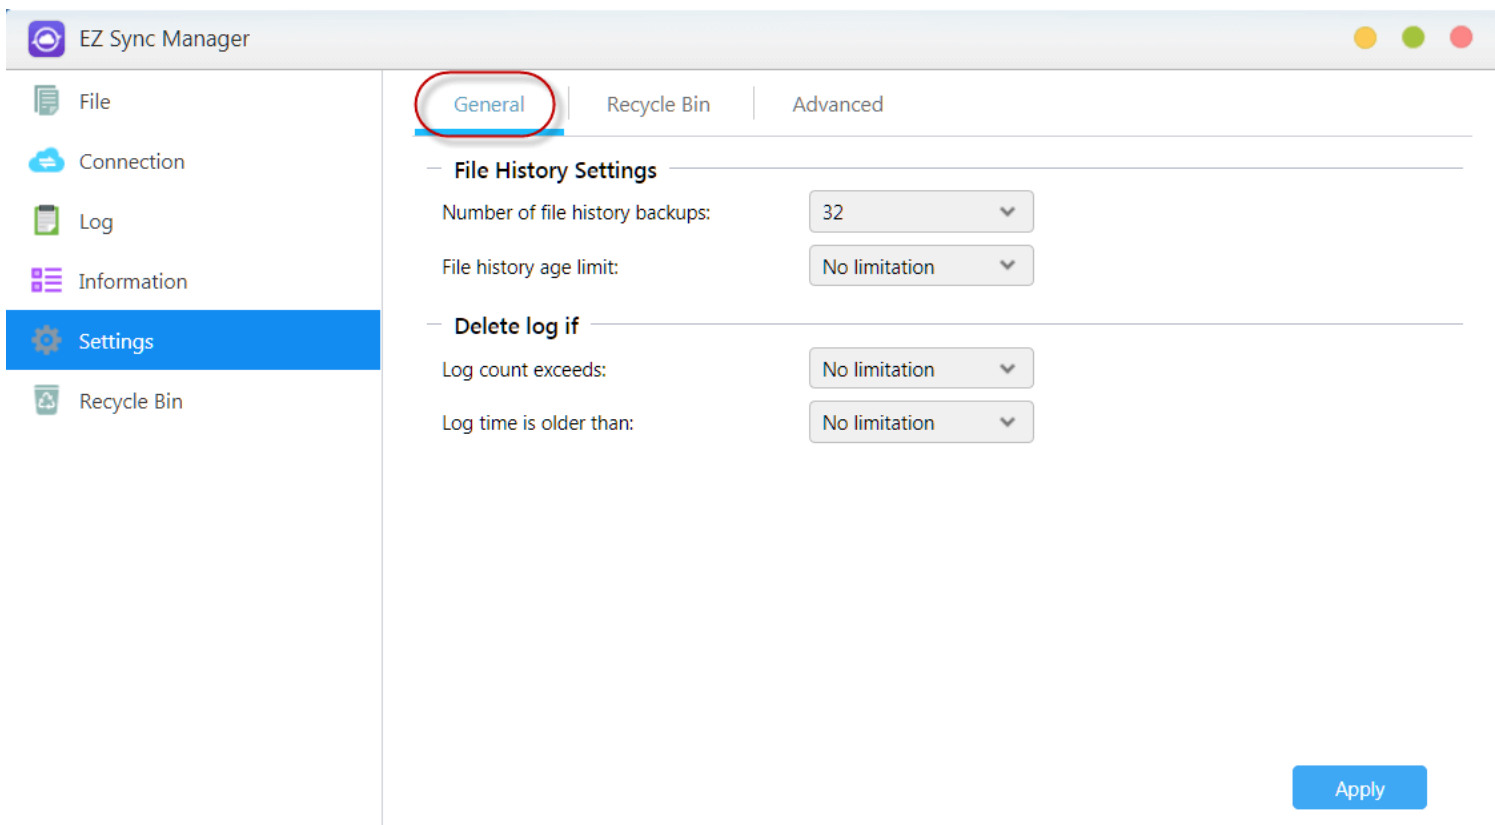 EZ Sync Manager
File
Connection
Log
Information
Settings
Recycle Bin
General Recycle Bin Advanced
File History Settings
Number of file history backups: 32
File history age limit: No limitation
Delete log if
Log count exceeds: No limitation
Log time is older than: No limitation
Apply